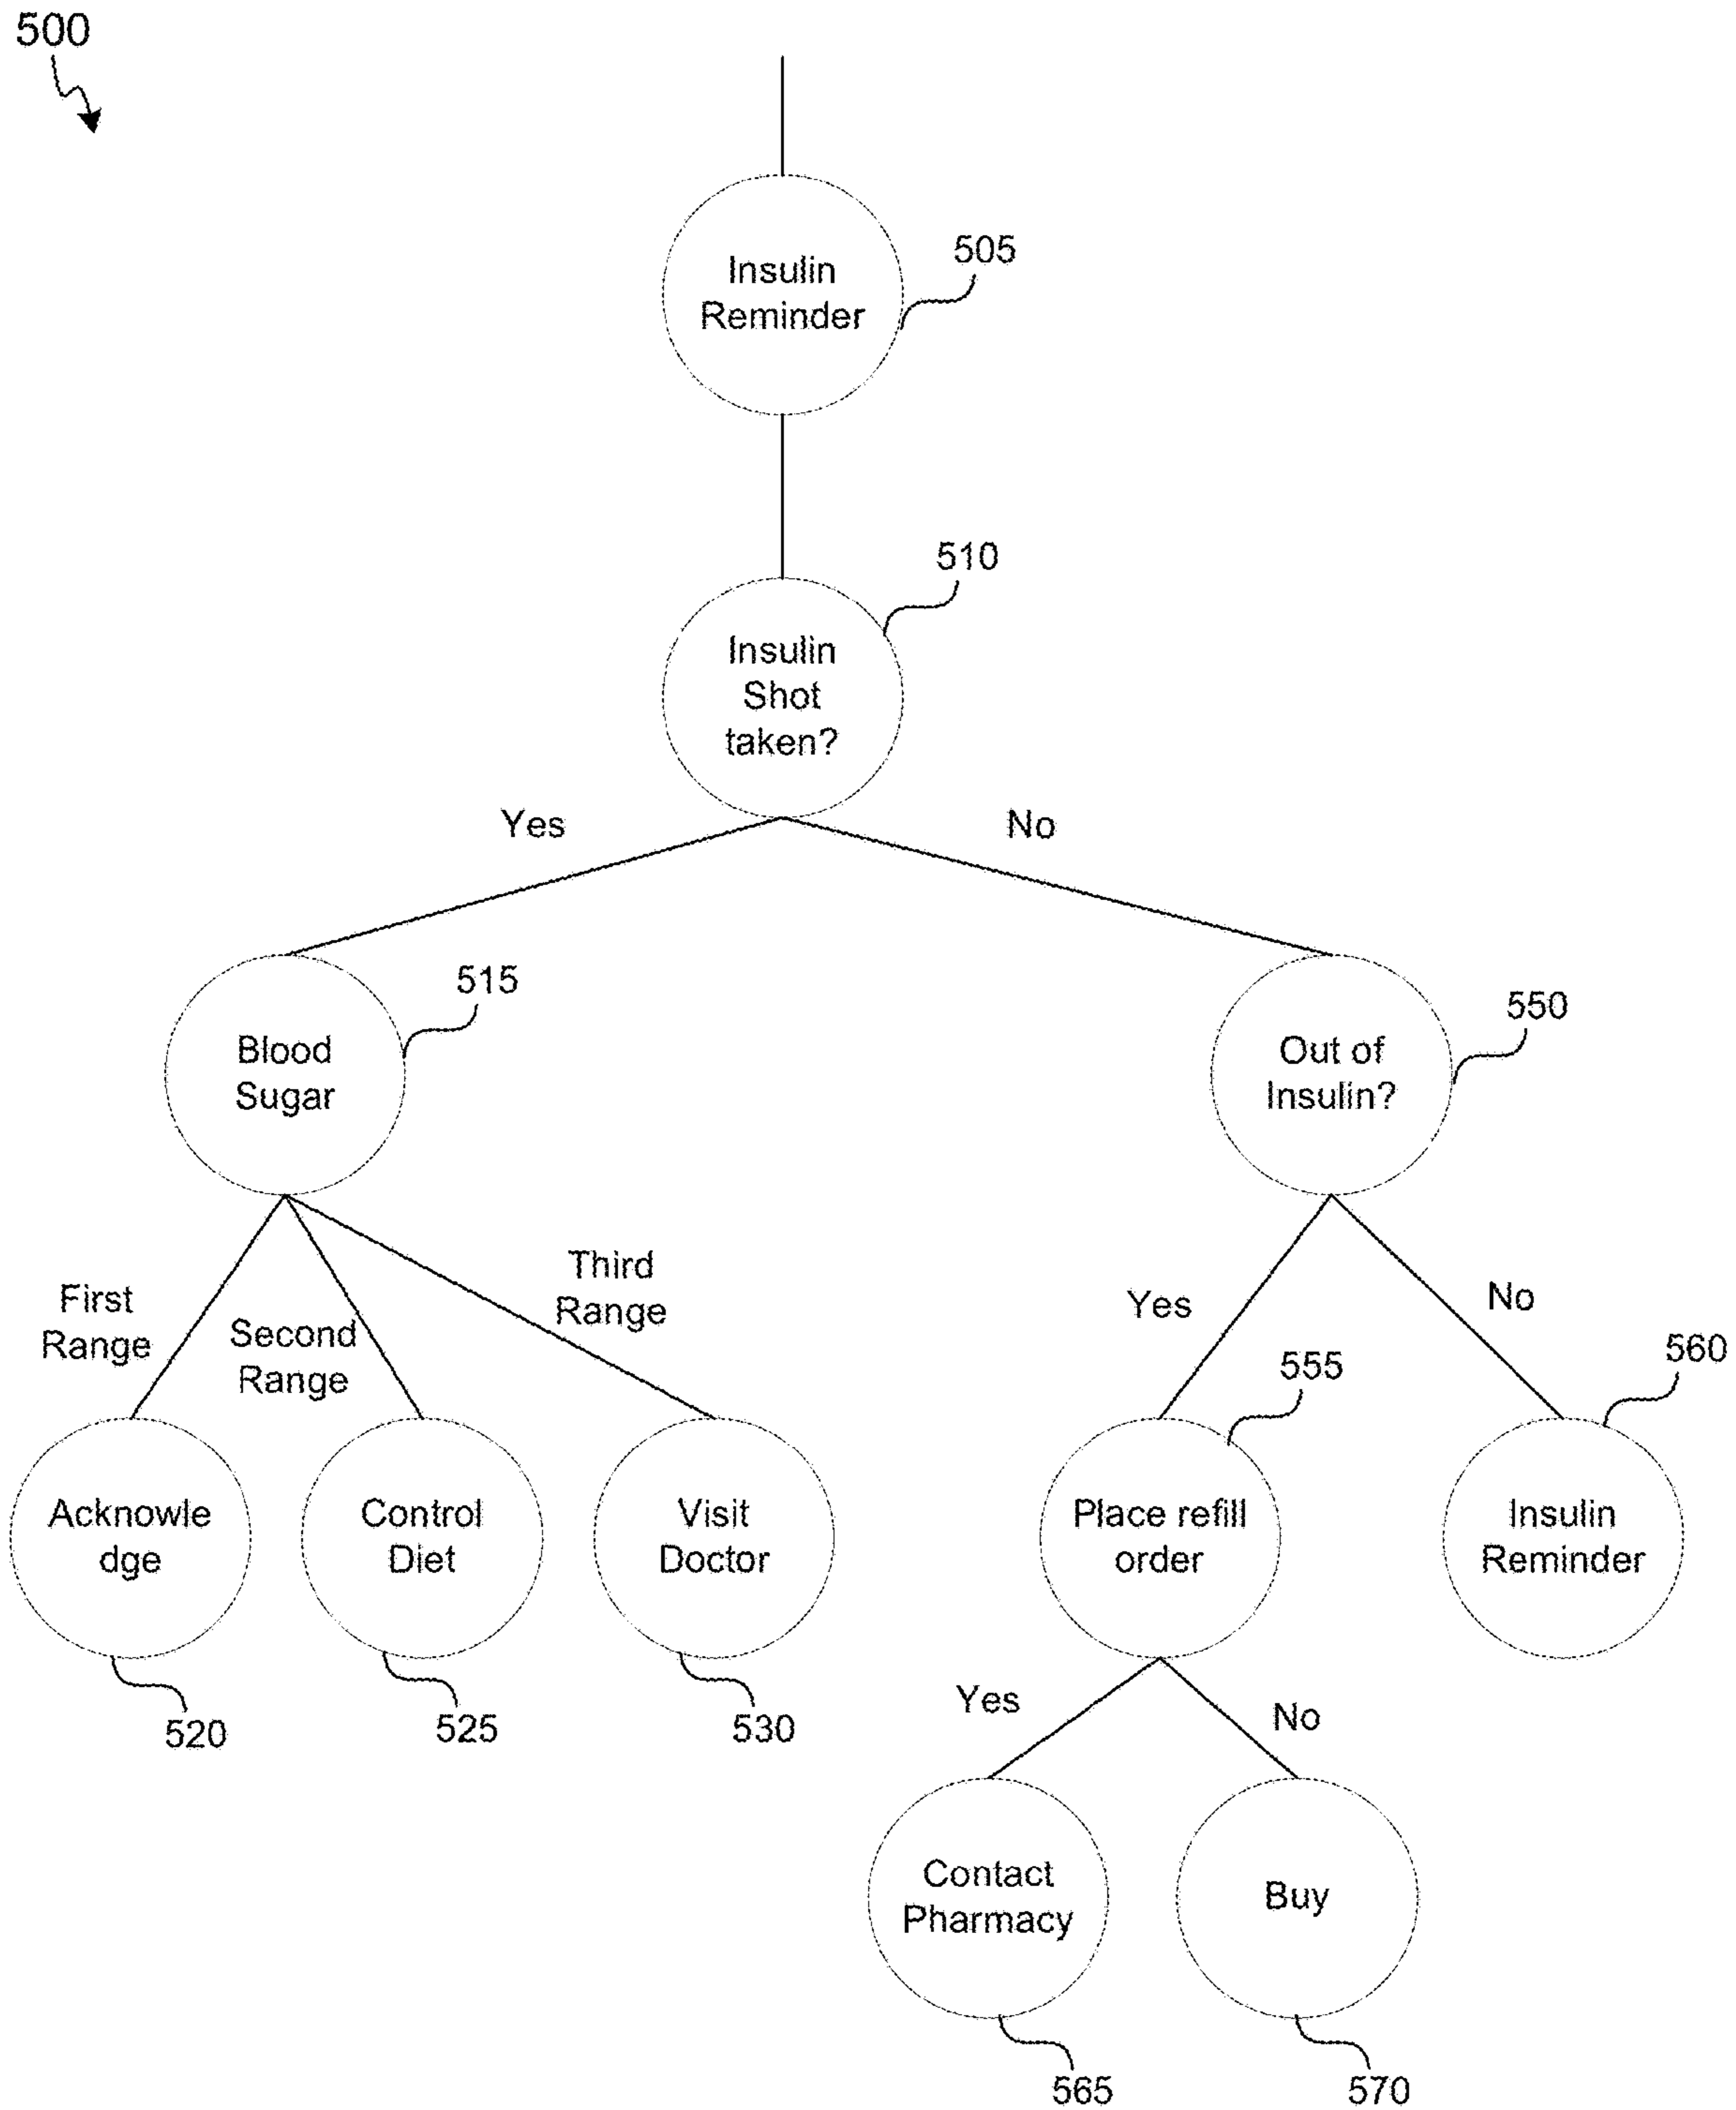 500
Insulin
Reminder
505
510
Insulin
Shot
taken?
Yes
No
515
Blood
Sugar
550
Out of
Insulin?
First
Range
Second
Range
Third
Range
Yes
No
555
560
Acknowle
dge
Control
Diet
Visit
Doctor
Place refill
order
Insulin
Reminder
520
525
530
Yes
No
Contact
Pharmacy
Buy
565
570